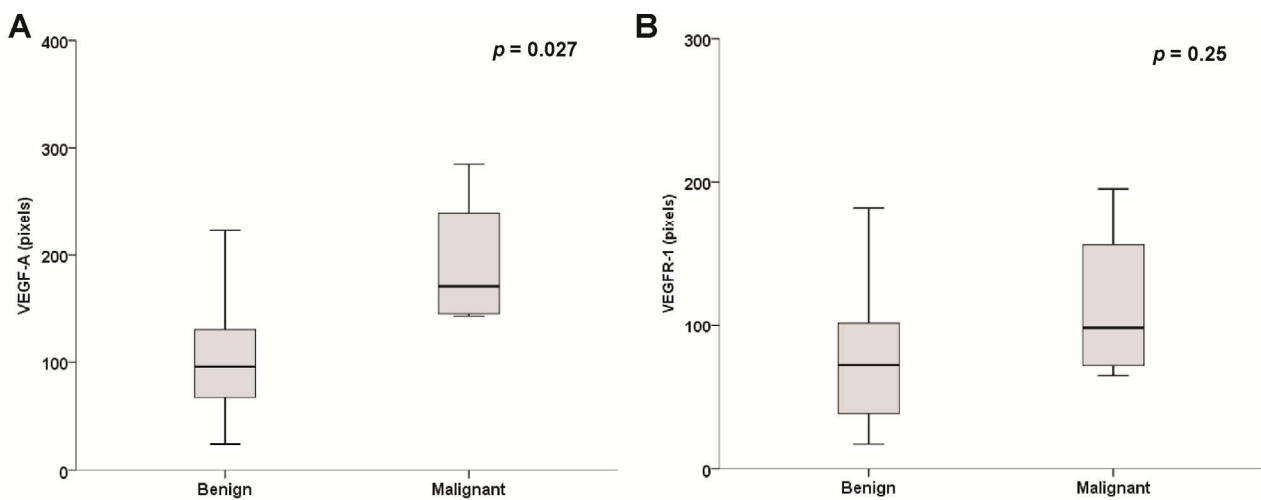 A
p = 0.027
400
300
200
100
0
VEGF-A (pixels)
Benign
Malignant
B
p = 0.25
300
200
100
0
VEGFR-1 (pixels)
Benign
Malignant